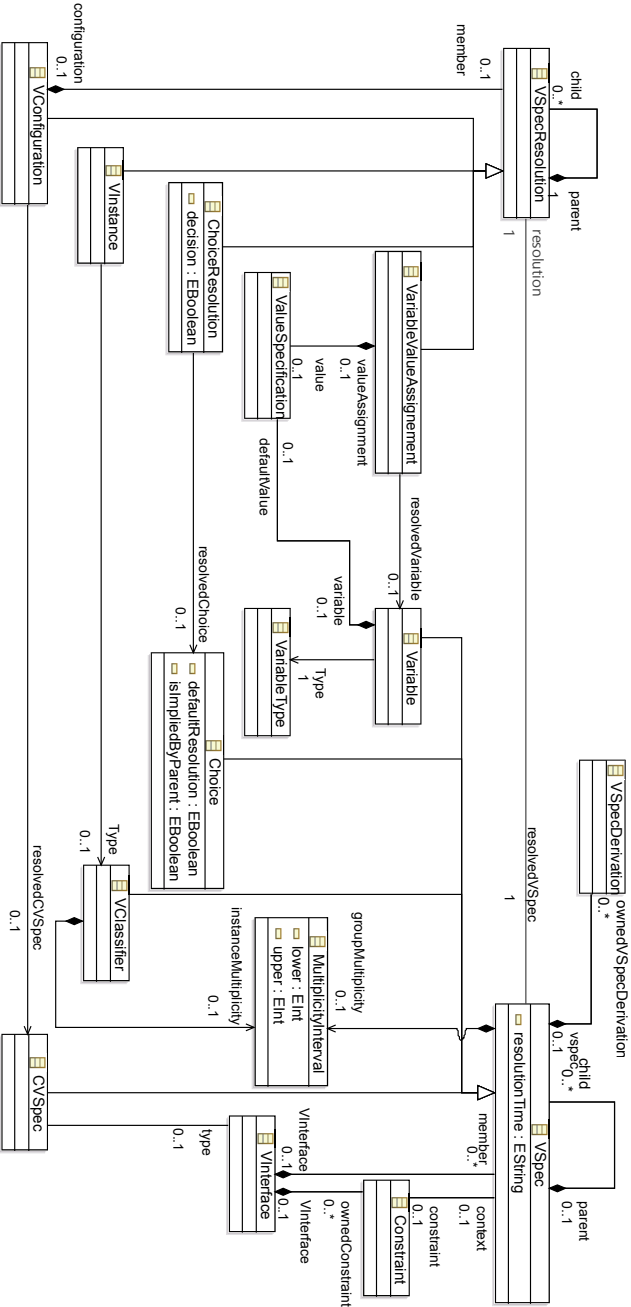 ownedVSpecDerivation
VSpecDerivation
0..*
child
0..*
parent
1
VSpecResolution
resolution
1
resolvedVSpec
1
vspec
0..1
child
0..*
parent
0..1
VSpec
resolutionTime : EString
member
0..1
member
0..*
context
0..1
constraint
0..1
VariableValueAssignement
resolvedVariable
0..1
Variable
Constraint
valueAssignment
0..1
variable
0..1
groupMultiplicity
0..1
ownedConstraint
0..*
value
0..1
Type
1
MultiplicityInterval
lower : EInt
upper : EInt
VInterface
0..1
VInterface
0..1
ValueSpecification
0..1
defaultValue
VariableType
VInterface
ChoiceResolution
decision : EBoolean
resolvedChoice
0..1
Choice
defaultResolution : EBoolean
isImpliedByParent : EBoolean
instanceMultiplicity
0..1
type
0..1
VInstance
Type
0..1
VClassifier
configuration
0..1
VConfiguration
resolvedCVSpec
0..1
CVSpec